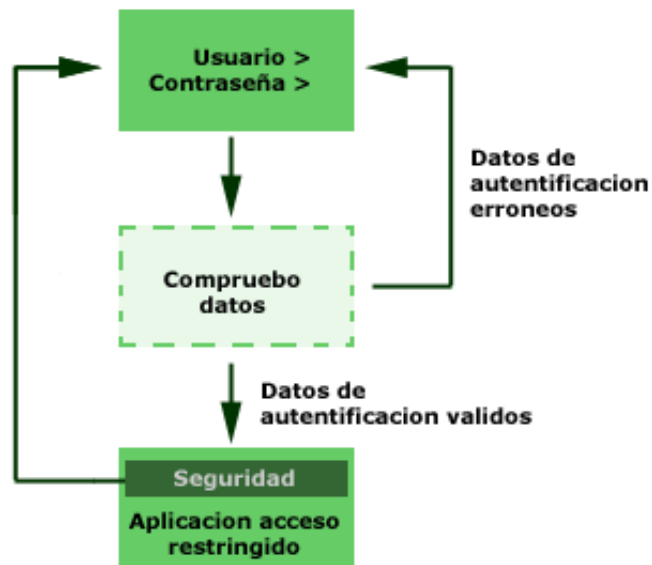 Usuario >
Contraseña >
Datos de
autentificacion
erroneos
Compruebo
datos
Datos de
autentificacion validos
Seguridad
Aplicacion acceso
restringido